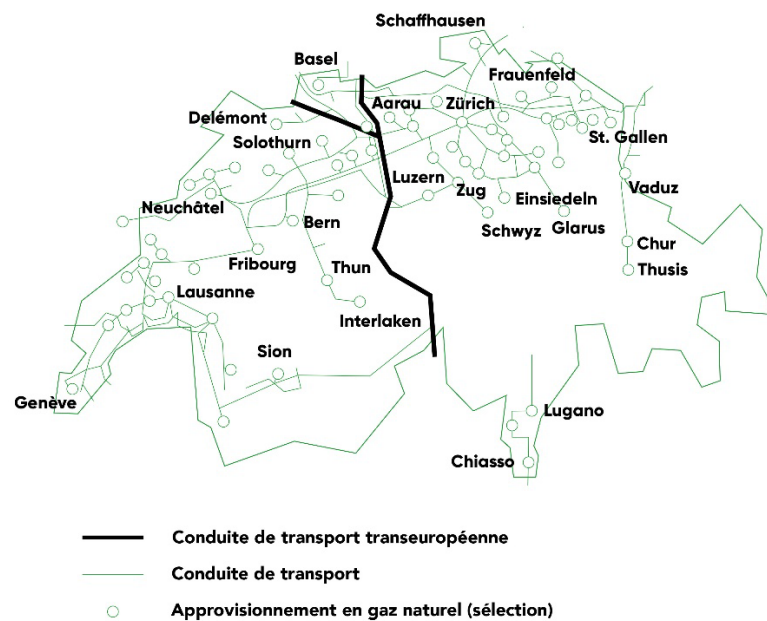 Schaffhausen
Basel
Frauenfeld
Aarau
Zürich
Delémont
St. Gallen
Solothurn
Luzern
Zug
Vaduz
Einsiedeln
Neuchâtel
Bern
Schwyz
Glarus
Chur
Fribourg
Thun
Thusis
Lausanne
Interlaken
Sion
Genève
Lugano
Chiasso
Conduite de transport transeuropéenne
Conduite de transport
Approvisionnement en gaz naturel (sélection)